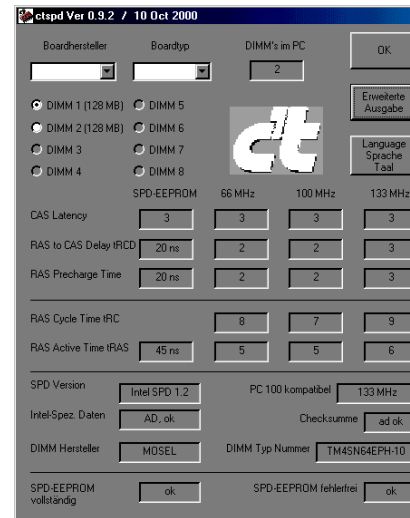 ctspd Ver 0.9.2 / 10 Oct 2000
Boardhersteller Boardtyp DIMM's im PC OK
2
Erweiterte Ausgabe
DIMM 1 (128 MB) DIMM 5
DIMM 2 (128 MB) DIMM 6
DIMM 3 DIMM 7
DIMM 4 DIMM 8
c't
Language
Sprache
Taal
SPD-EEPROM 66 MHz 100 MHz 133 MHz
CAS Latency 3 3 3 3
RAS to CAS Delay tRCD 20 ns 2 2 3
RAS Precharge Time 20 ns 2 2 3
RAS Cycle Time tRC 8 7 9
RAS Active Time tRAS 45 ns 5 5 6
SPD Version Intel SPD 1.2 PC 100 kompatibel 133 MHz
Intel-Spez. Daten AD, ok Checksumme ad ok
DIMM Hersteller MOSEL DIMM Typ Nummer TM4SN64EPH-10
SPD-EEPROM vollständig ok SPD-EEPROM fehlerfrei ok